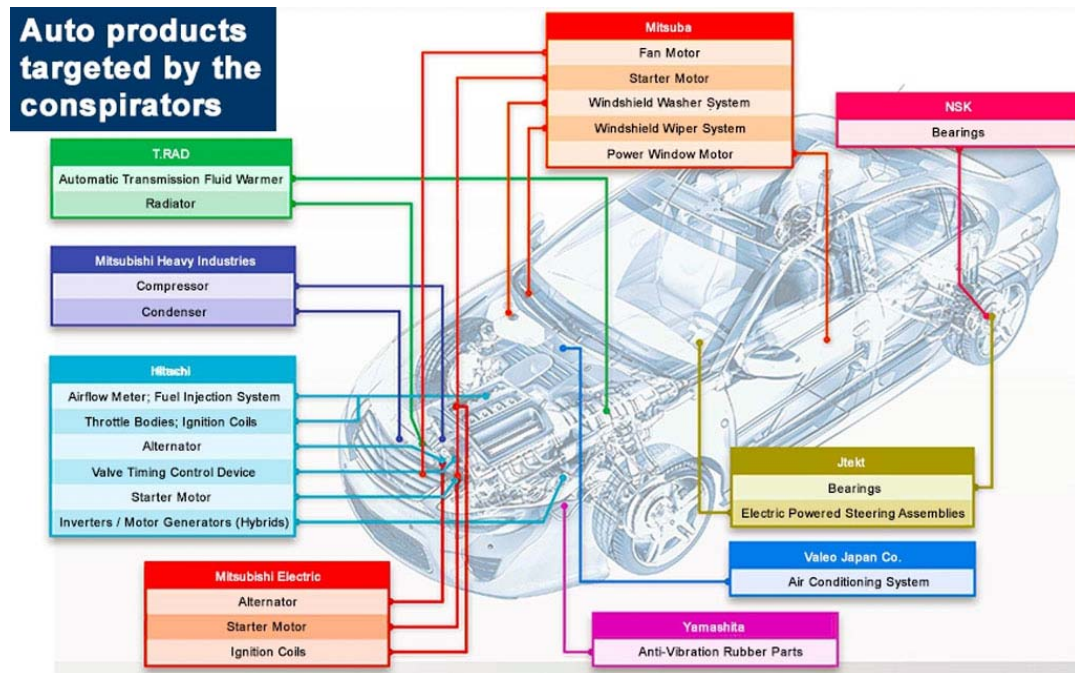 Auto products
targeted by the
conspirators
Mitsuba
Fan Motor
Starter Motor
Windshield Washer System
Windshield Wiper System
Power Window Motor
NSK
Bearings
T.RAD
Automatic Transmission Fluid Warmer
Radiator
Mitsubishi Heavy Industries
Compressor
Condenser
Hitachi
Airflow Meter; Fuel Injection System
Throttle Bodies; Ignition Coils
Alternator
Valve Timing Control Device
Starter Motor
Inverters / Motor Generators (Hybrids)
Jtekt
Bearings
Electric Powered Steering Assemblies
Valeo Japan Co.
Air Conditioning System
Mitsubishi Electric
Alternator
Starter Motor
Ignition Coils
Yamashita
Anti-Vibration Rubber Parts